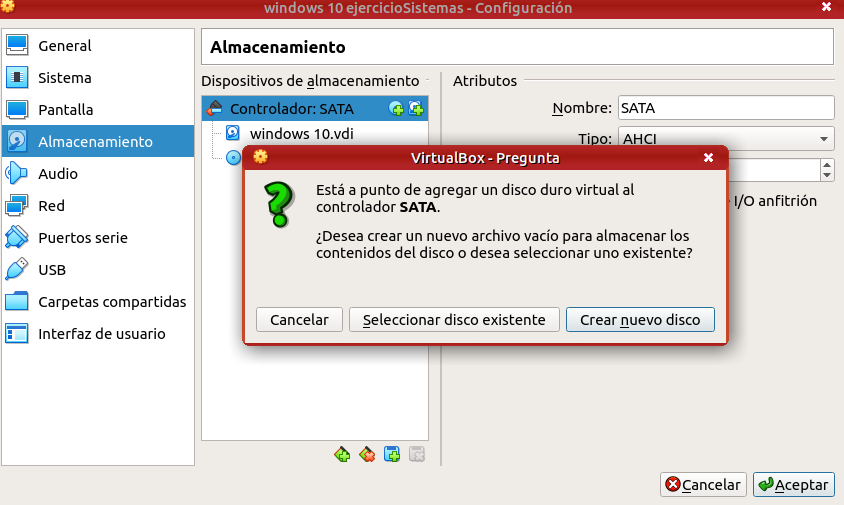 windows 10 ejercicioSistemas - Configuración
General
Sistema
Pantalla
Almacenamiento
Audio
Red
Puertos serie
USB
Carpetas compartidas
Interfaz de usuario
Almacenamiento
Dispositivos de almacenamiento
Controlador: SATA
windows 10.vdi
Atributos
Nombre: SATA
Tipo: AHCI
I/O anfitrión
VirtualBox - Pregunta
Está a punto de agregar un disco duro virtual al
controlador SATA.
¿Desea crear un nuevo archivo vacío para almacenar los
contenidos del disco o desea seleccionar uno existente?
Cancelar
Seleccionar disco existente
Crear nuevo disco
Cancelar
Aceptar